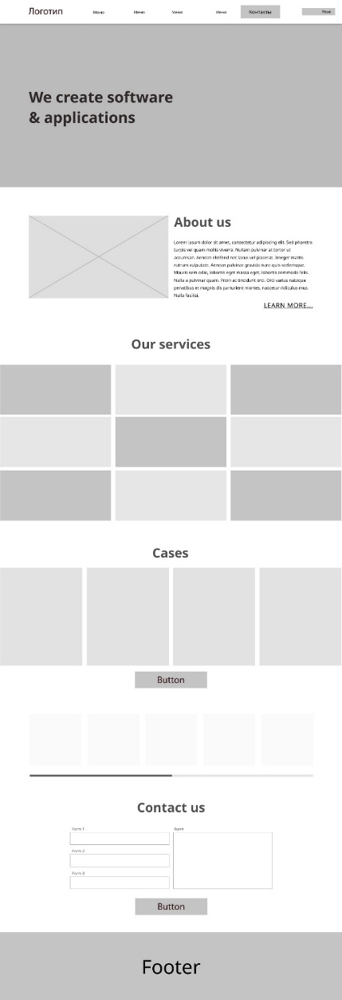 Логотип
Меню
Меню
Меню
Меню
Контакты
Язык
We create software
& applications
About us
Lorem ipsum dolor sit amet, consectetur adipiscing elit. Sed pharetra
turpis vel quam mollis viverra. Nullam pulvinar at tortor ut
accumsan. Aenean eleifend nec lacus vel placerat. Integer mattis
rutrum vulputate. Aenean pulvinar gravida nunc quis scelerisque.
Mauris sem odio, lobortis eget massa eget, lobortis commodo felis.
Nulla a pulvinar quam. Proin ac tincidunt orci. Orci varius natoque
penatibus et magnis dis parturient montes, nascetur ridiculus mus.
Nulla facilisi.
LEARN MORE...
Our services
Cases
Button
Contact us
Form 1
Form
Form 2
Form 3
Button
Footer